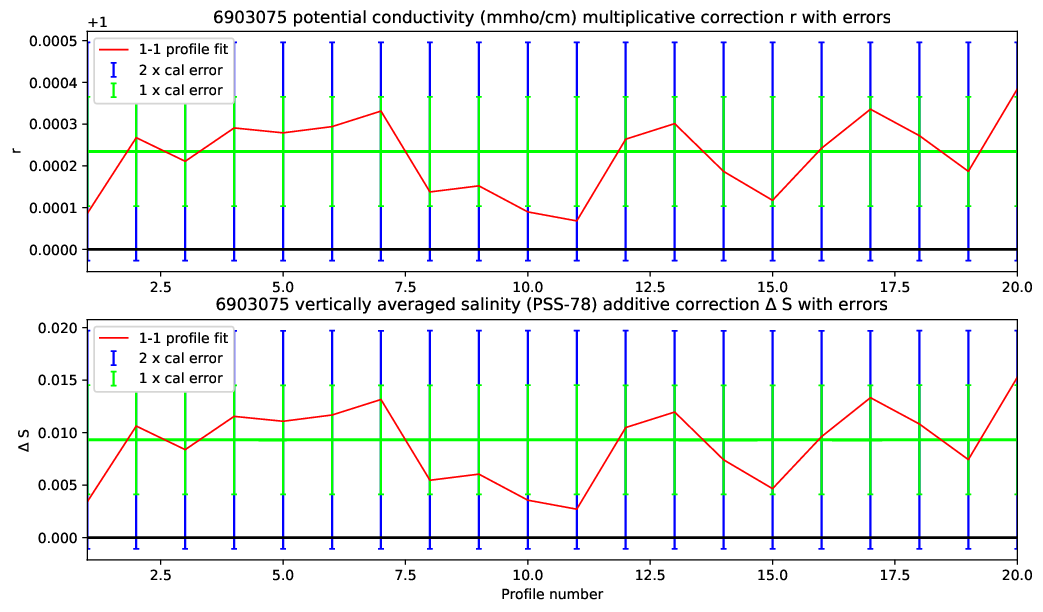 6903075 potential conductivity (mmho/cm) multiplicative correction r with errors
+1
0.0005
0.0004
0.0003
0.0002
0.0001
0.0000
r
1-1 profile fit
2 x cal error
1 x cal error
2.5 5.0 7.5 10.0 12.5 15.0 17.5 20.0
6903075 vertically averaged salinity (PSS-78) additive correction Δ S with errors
0.020
0.015
0.010
0.005
0.000
Δ S
1-1 profile fit
2 x cal error
1 x cal error
2.5 5.0 7.5 10.0 12.5 15.0 17.5 20.0
Profile number